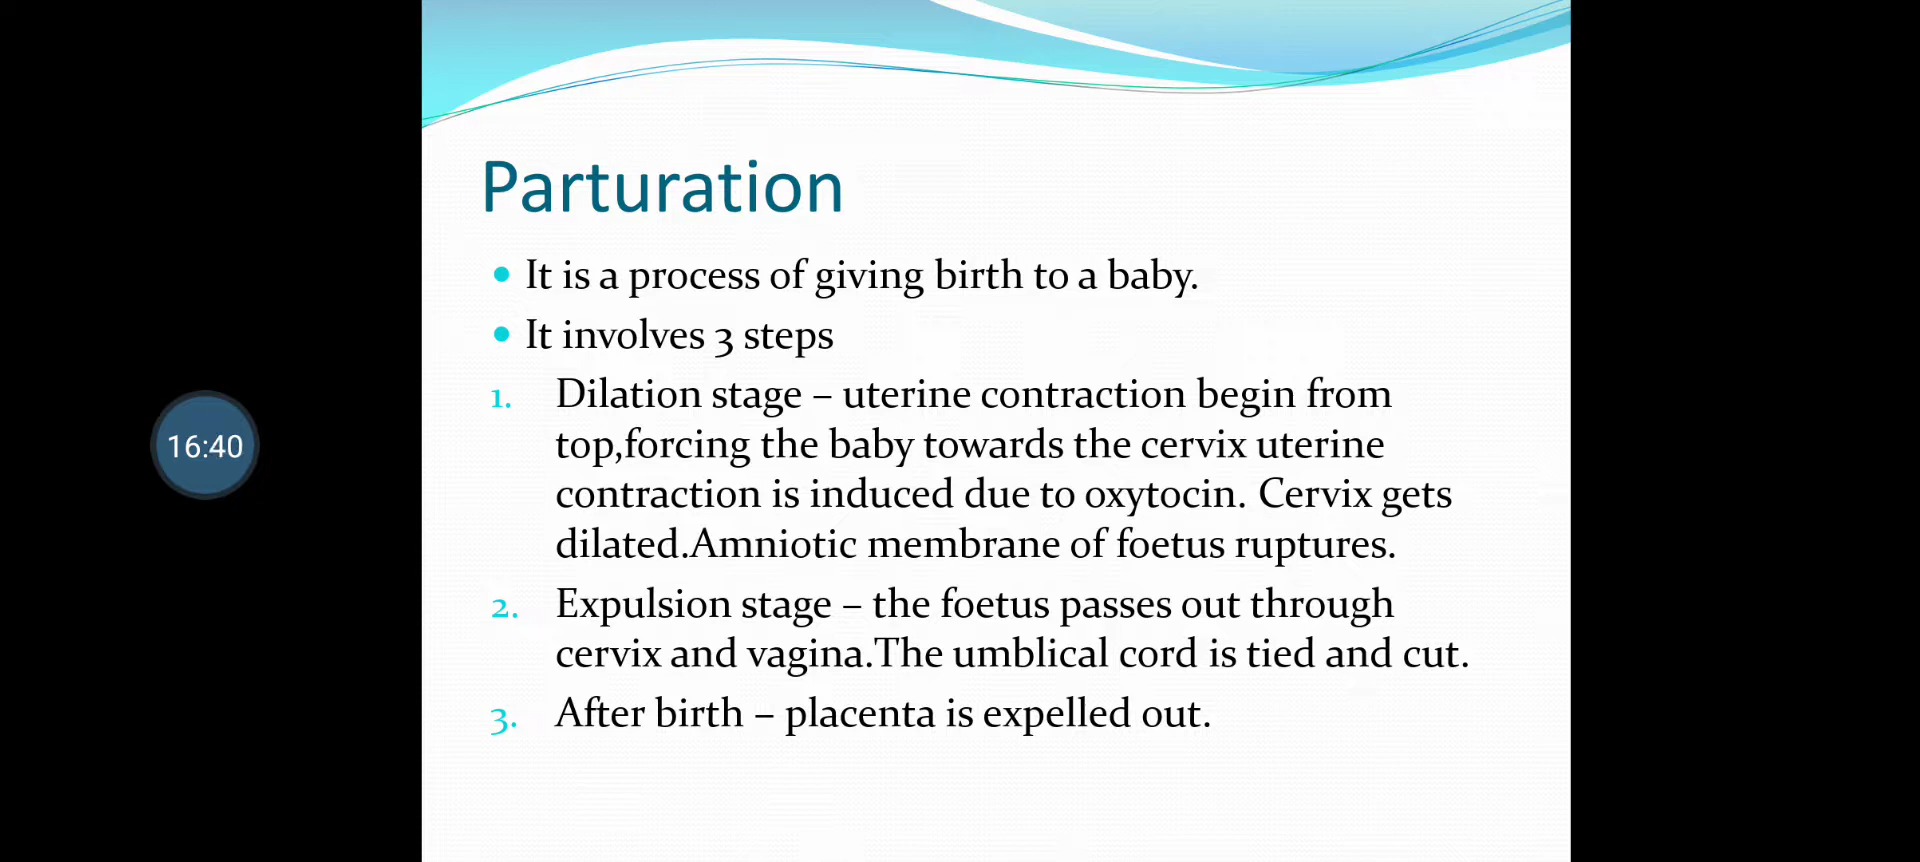 Parturation
• It is a process of giving birth to a baby.
• It involves 3 steps
1. Dilation stage – uterine contraction begin from
top,forcing the baby towards the cervix uterine
contraction is induced due to oxytocin. Cervix gets
dilated.Amniotic membrane of foetus ruptures.
2. Expulsion stage – the foetus passes out through
cervix and vagina.The umblical cord is tied and cut.
3. After birth – placenta is expelled out.
16:40